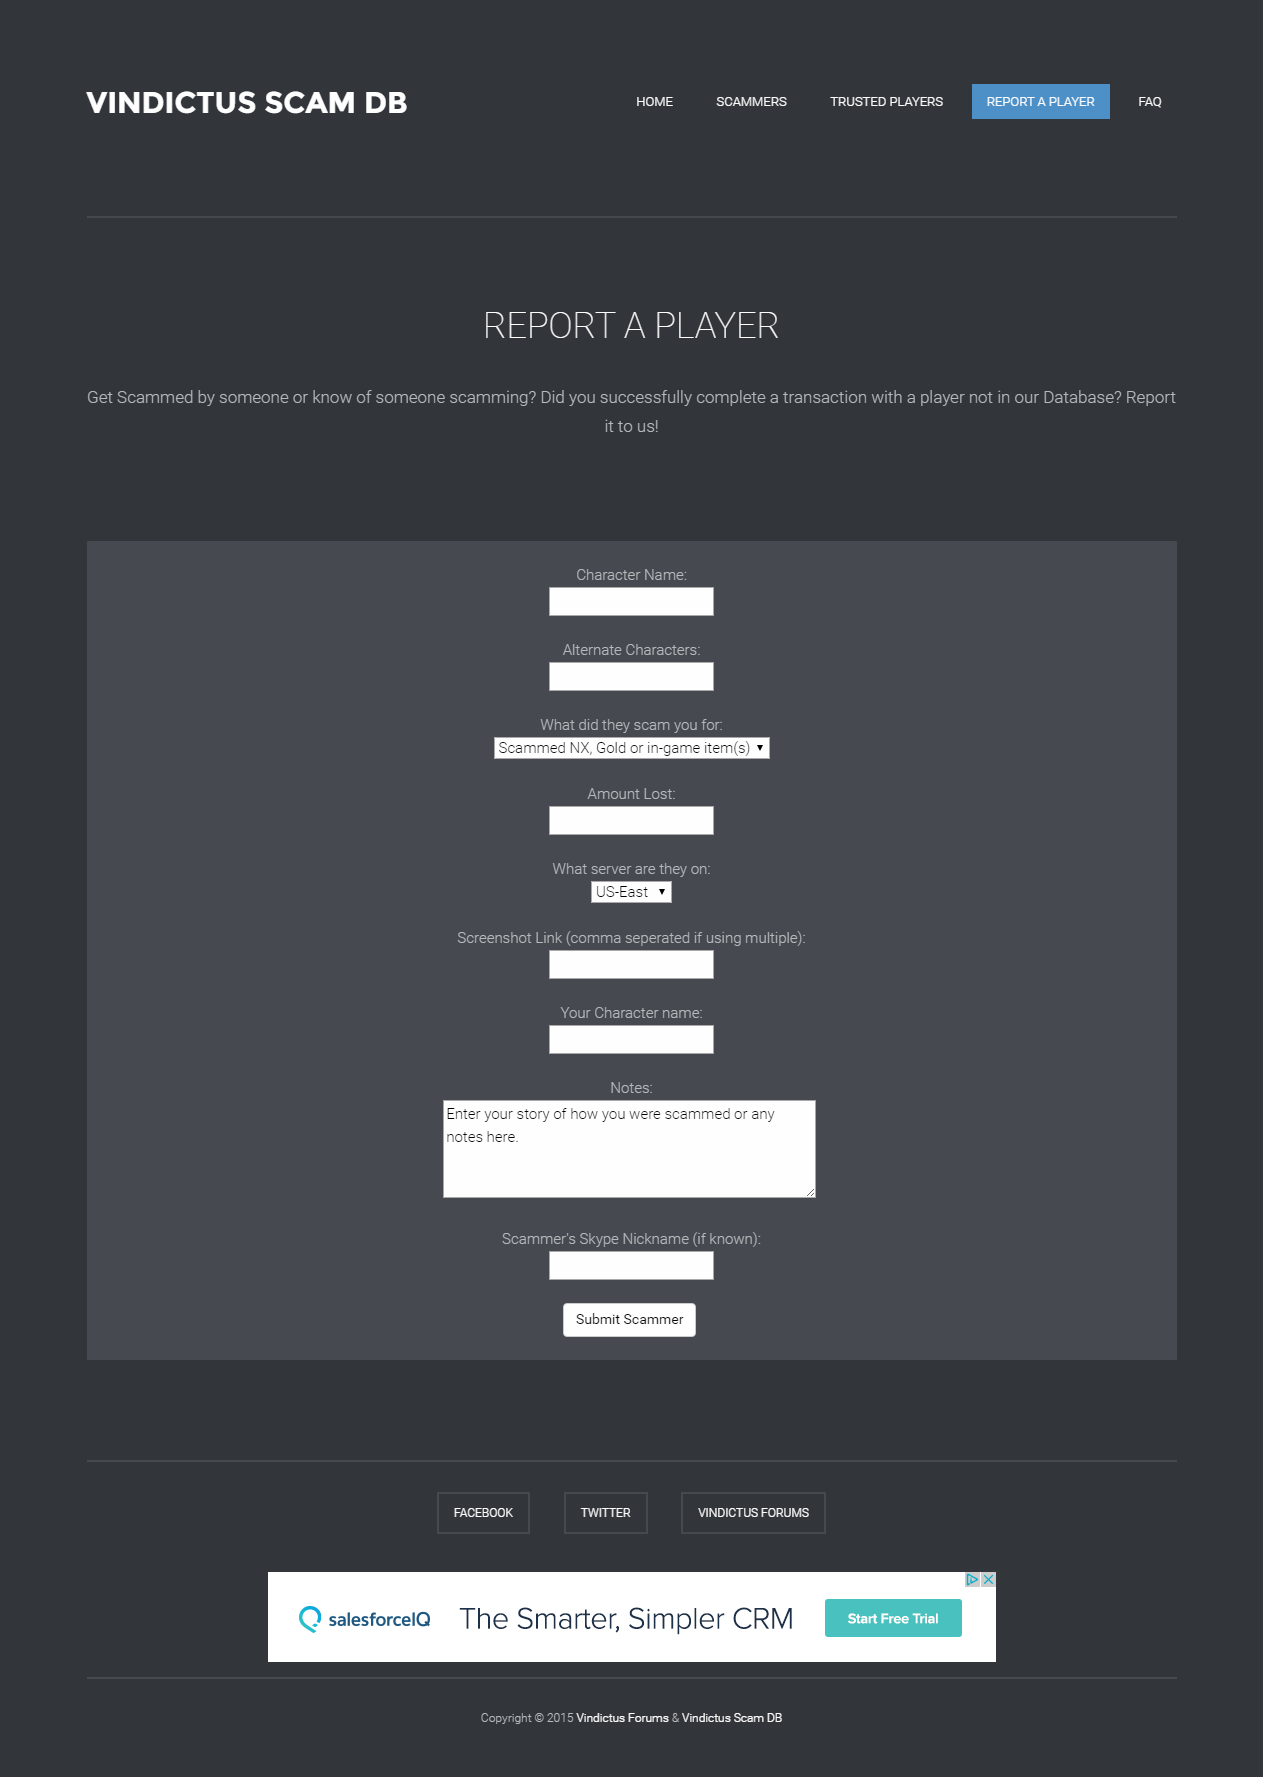 VINDICTUS SCAM DB
HOME
SCAMMERS
TRUSTED PLAYERS
REPORT A PLAYER
FAQ
REPORT A PLAYER
Get Scammed by someone or know of someone scamming? Did you successfully complete a transaction with a player not in our Database? Report
it to us!
Character Name:
Alternate Characters:
What did they scam you for:
Scammed NX, Gold or in-game item(s)
Amount Lost:
What server are they on:
US-East
Screenshot Link (comma seperated if using multiple):
Your Character name:
Notes:
Enter your story of how you were scammed or any
notes here.
Scammer's Skype Nickname (if known):
Submit Scammer
FACEBOOK
TWITTER
VINDICTUS FORUMS
salesforceIQ
The Smarter, Simpler CRM
Start Free Trial
Copyright © 2015 Vindictus Forums & Vindictus Scam DB